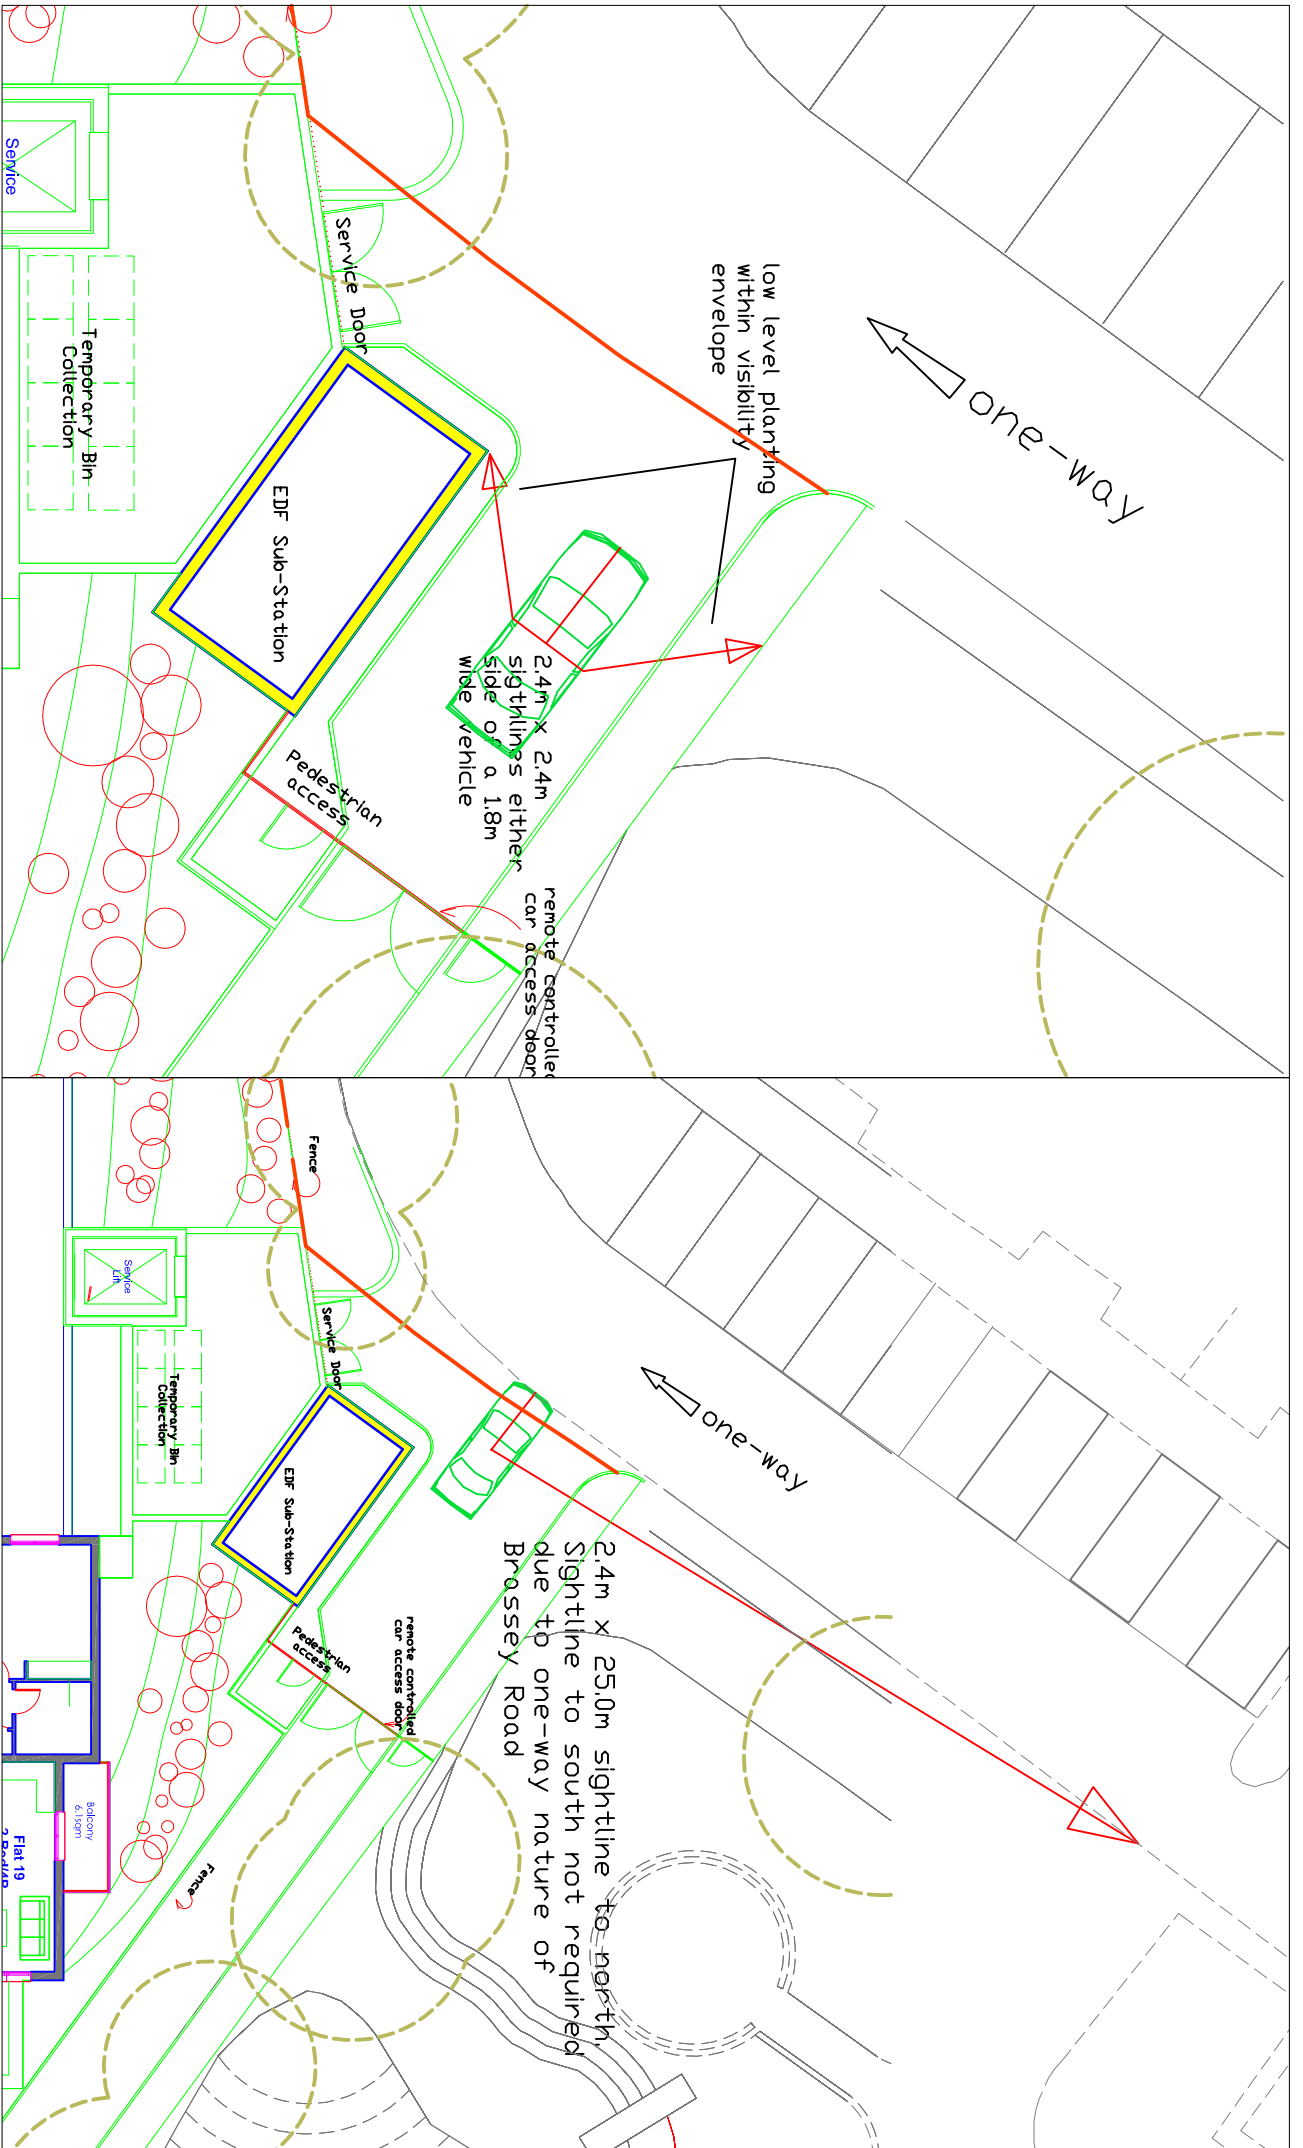 Service
Service Door
Temporary Bin
Collection
EDF Sub-Station
low level planting
within visibility
envelope
one-way
2.4m x 2.4m
sigthlines either
side of a 1.8m
wide vehicle
Pedestrian
access
remote controlled
car access door
Fence
Service
Lift
Service Door
Temporary Bin
Collection
EDF Sub-Station
one-way
2.4m x 25.0m sightline to north.
Sightline to south not required
due to one-way nature of
Brassey Road
Pedestrian
access
remote controlled
car access door
Balcony
6.1sqm
Flat 19
Fence